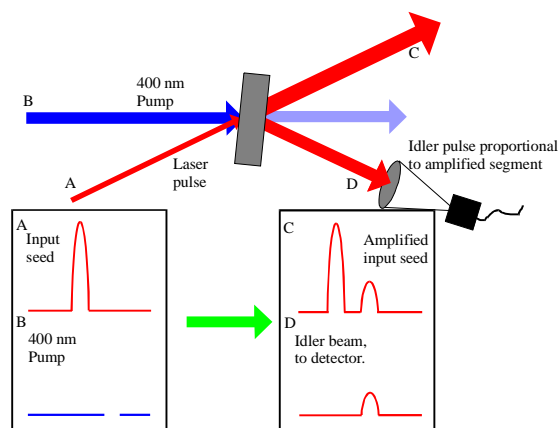 C
400 nm
Pump
B
Idler pulse proportional
to amplified segment
Laser
pulse
A
D
A
Input
seed
B
400 nm
Pump
C
Amplified
input seed
D
Idler beam,
to detector.